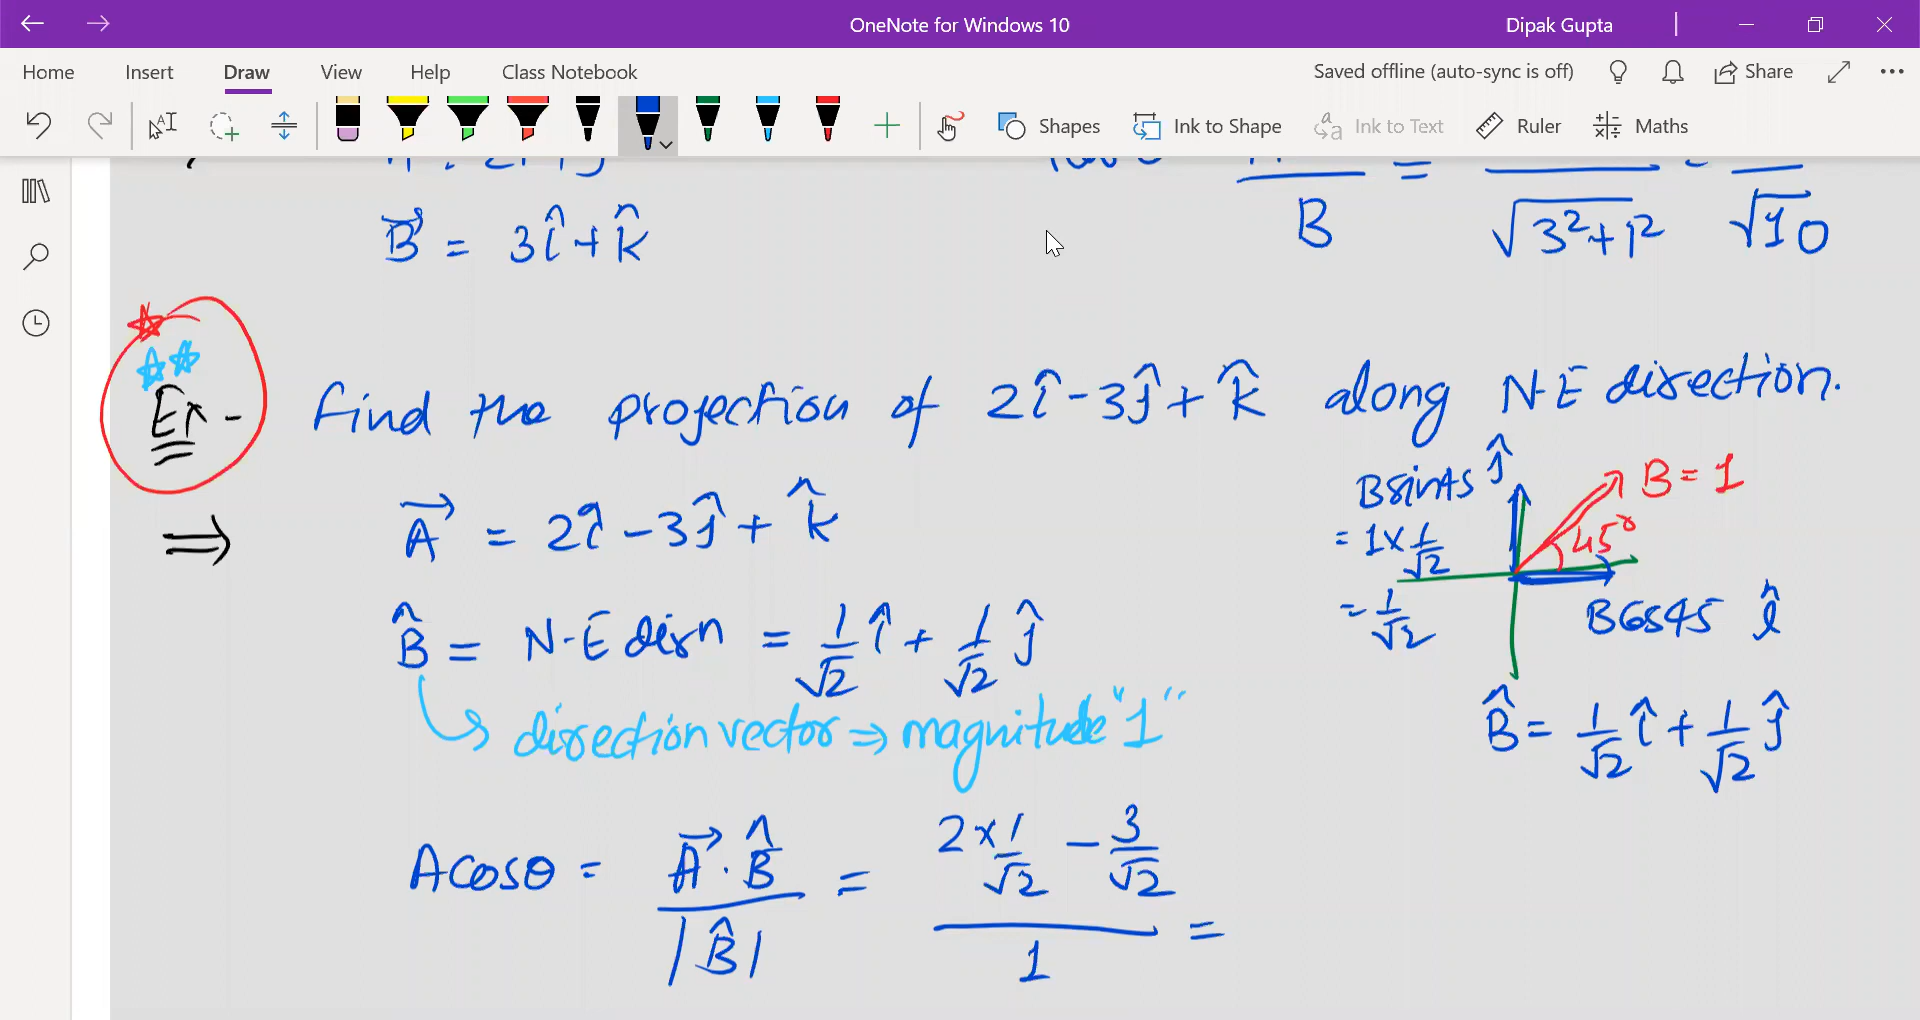 OneNote for Windows 10
Dipak Gupta
Home Insert Draw View Help Class Notebook
Saved offline (auto-sync is off) Share
Shapes Ink to Shape Ink to Text Ruler Maths
B⃗ = 3î + k̂
B
√3²+1²
√10
Ex -
Find the projection of 2î - 3ĵ + k̂ along N-E direction.
⇒ A⃗ = 2î - 3ĵ + k̂
B̂ = N-E dirn = 1/√2 î + 1/√2 ĵ
direction vector ⇒ magnitude "1"
A cosθ = A⃗ . B̂ / |B̂| = (2 × 1/√2 - 3/√2) / 1 =
B sin45 ĵ
= 1 × 1/√2
= 1/√2
B = 1
45°
B cos45 î
B̂ = 1/√2 î + 1/√2 ĵ